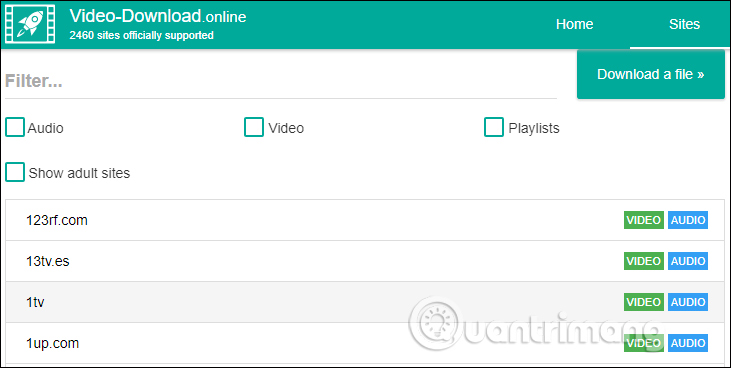 Video-Download.online
2460 sites officially supported
Home
Sites
Filter...
Download a file »
Audio
Video
Playlists
Show adult sites
123rf.com
VIDEO AUDIO
13tv.es
VIDEO AUDIO
1tv
VIDEO AUDIO
Quantrimang
1up.com
VIDEO AUDIO